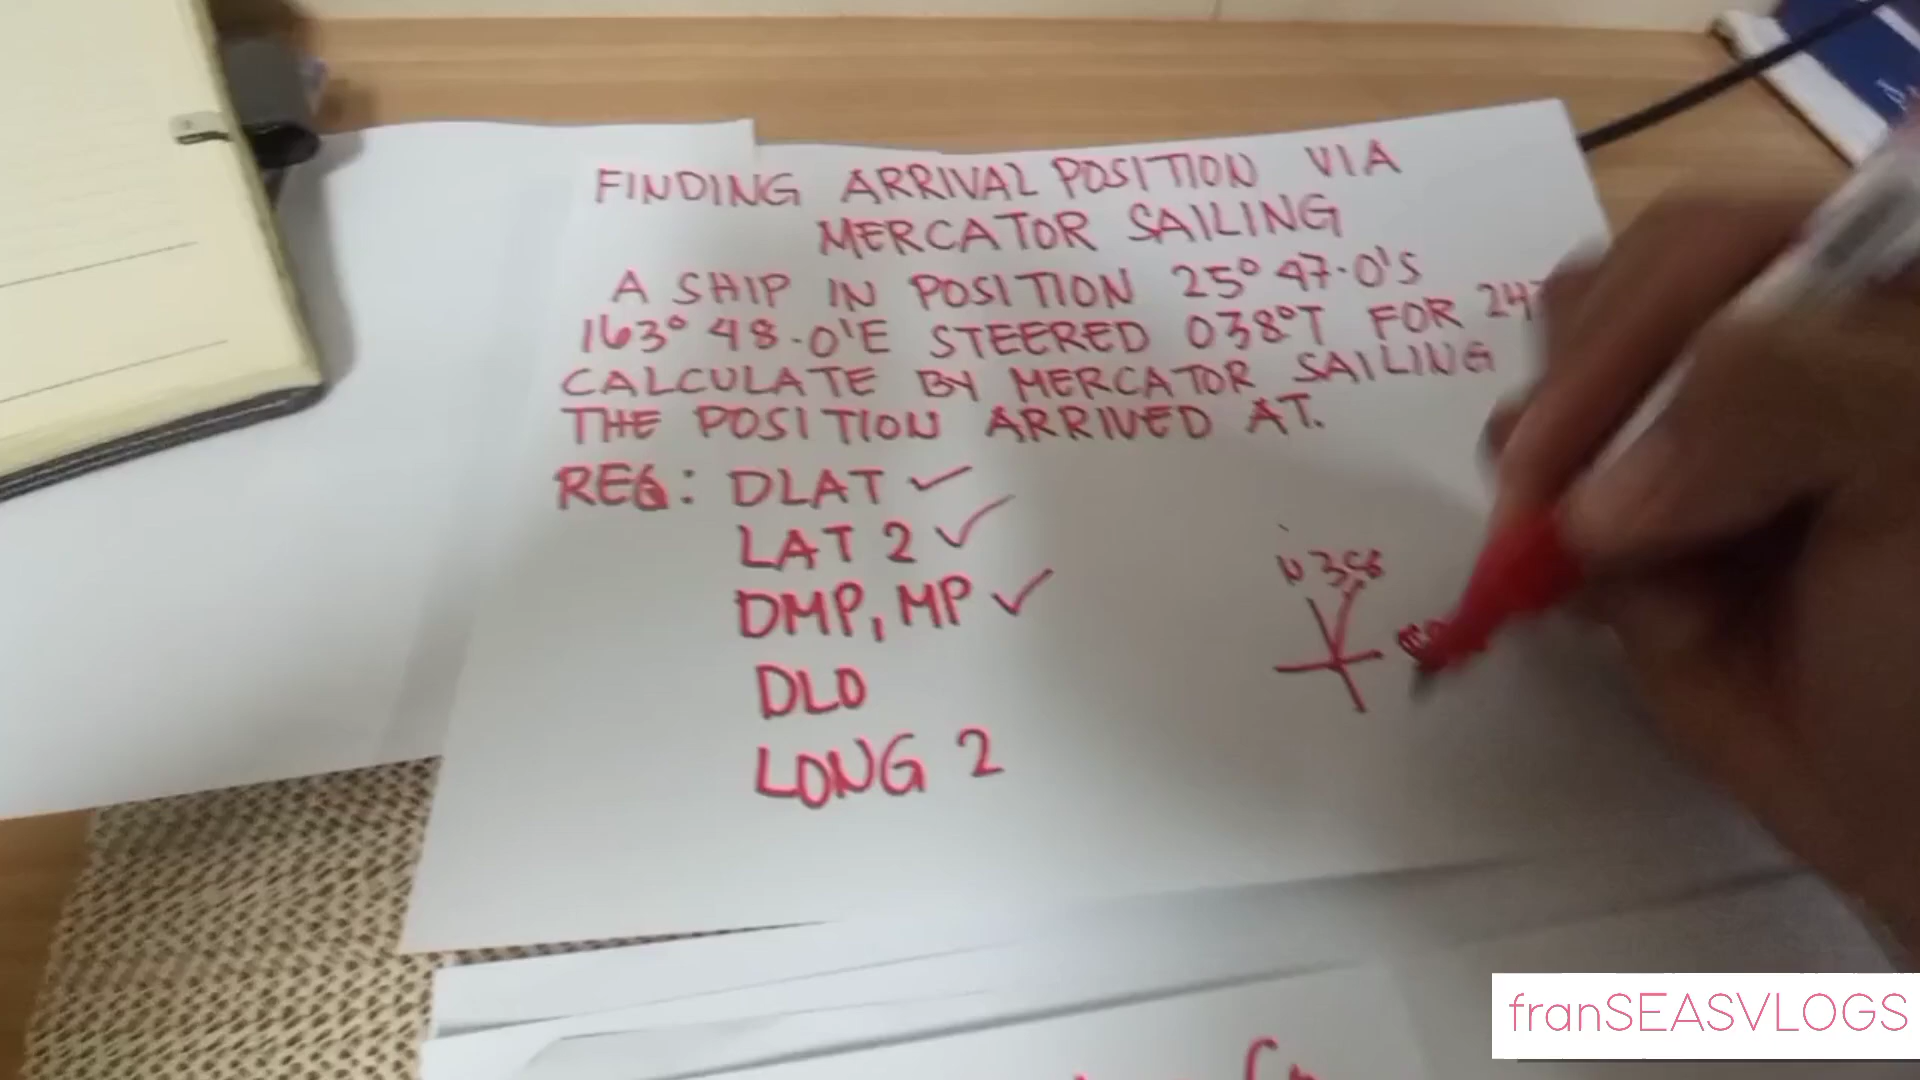 FINDING ARRIVAL POSITION VIA
MERCATOR SAILING
A SHIP IN POSITION 25° 47.0'S
163° 48.0'E STEERED 038°T FOR
CALCULATE BY MERCATOR SAILING
THE POSITION ARRIVED AT.
REQ: DLAT ✓
LAT 2 ✓
DMP, MP ✓
DLO
LONG 2
franSEASVLOGS